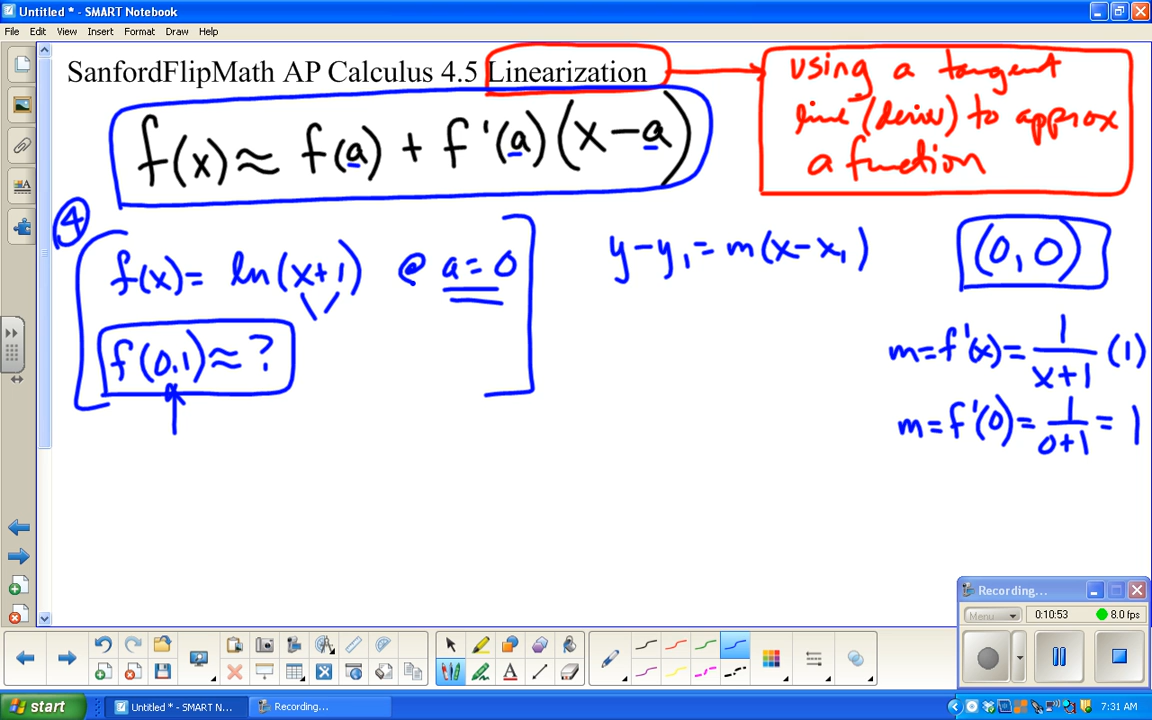 Untitled * - SMART Notebook
File Edit View Insert Format Draw Help
SanfordFlipMath AP Calculus 4.5 Linearization
using a tangent
line (deriv) to approx
a function
f(x) ≈ f(a) + f'(a)(x-a)
4
f(x) = ln(x+1) @ a = 0
f(0.1) ≈ ?
y - y₁ = m(x - x₁)
(0,0)
m = f'(x) = 1/(x+1) (1)
m = f'(0) = 1/(0+1) = 1
Recording...
Menu
0:10:53
8.0 fps
start
Untitled * - SMART N...
Recording...
7:31 AM